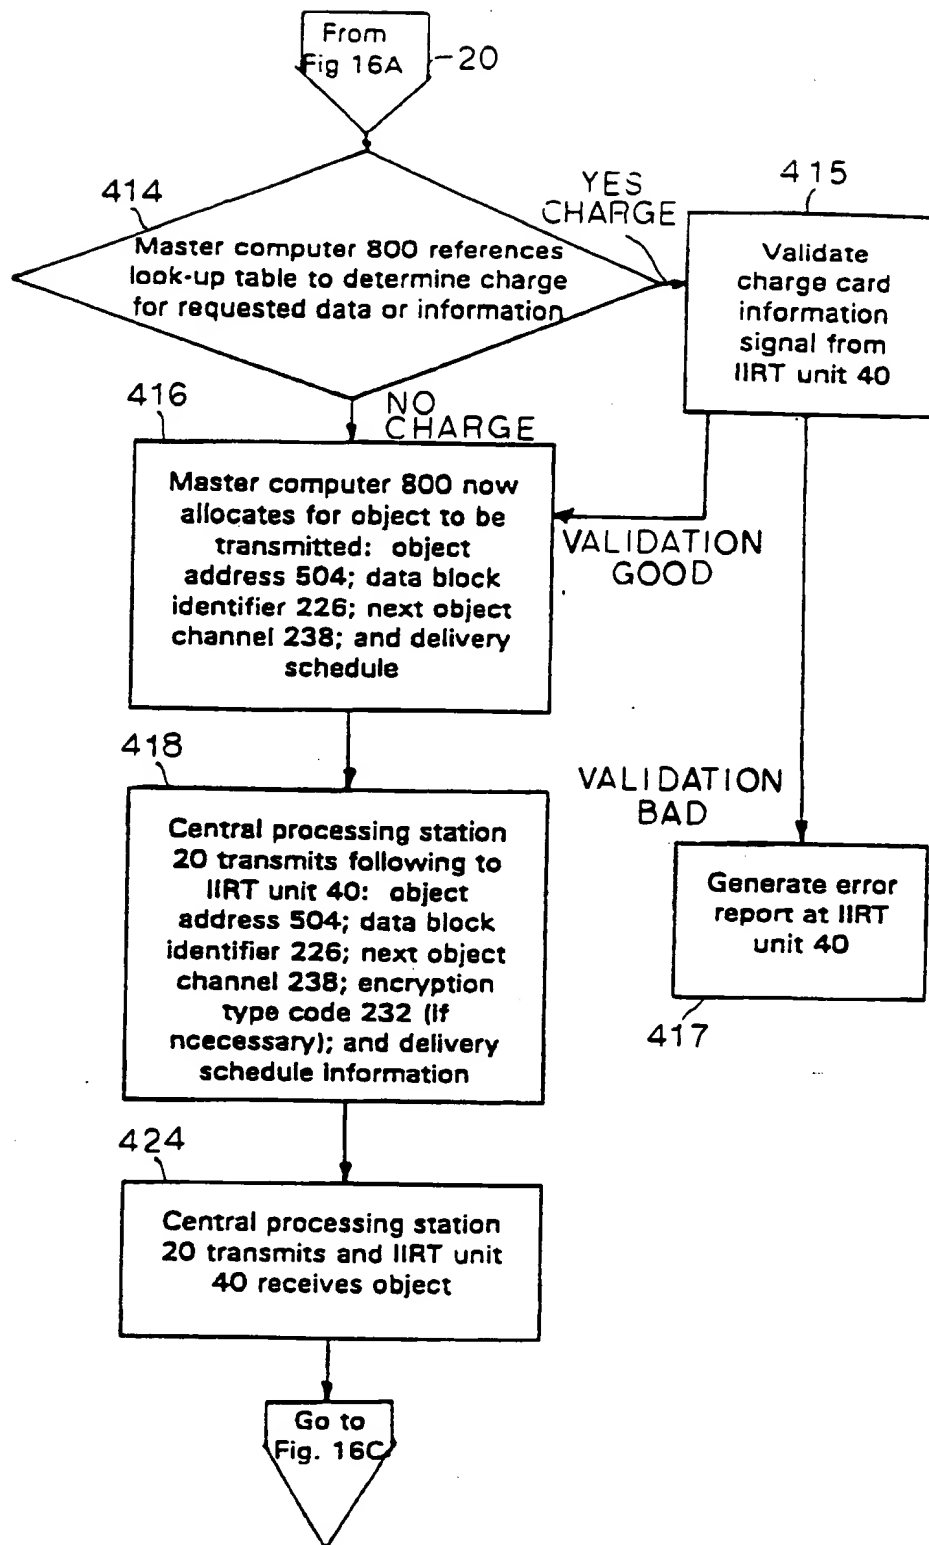 From
Fig 16A
20
414
Master computer 800 references
look-up table to determine charge
for requested data or information
YES
CHARGE
415
Validate
charge card
information
signal from
IIRT unit 40
NO
CHARGE
416
Master computer 800 now
allocates for object to be
transmitted: object
address 504; data block
identifier 226; next object
channel 238; and delivery
schedule
VALIDATION
GOOD
418
Central processing station
20 transmits following to
IIRT unit 40: object
address 504; data block
identifier 226; next object
channel 238; encryption
type code 232 (if
ncecessary); and delivery
schedule information
VALIDATION
BAD
Generate error
report at IIRT
unit 40
417
424
Central processing station
20 transmits and IIRT unit
40 receives object
Go to
Fig. 16C.